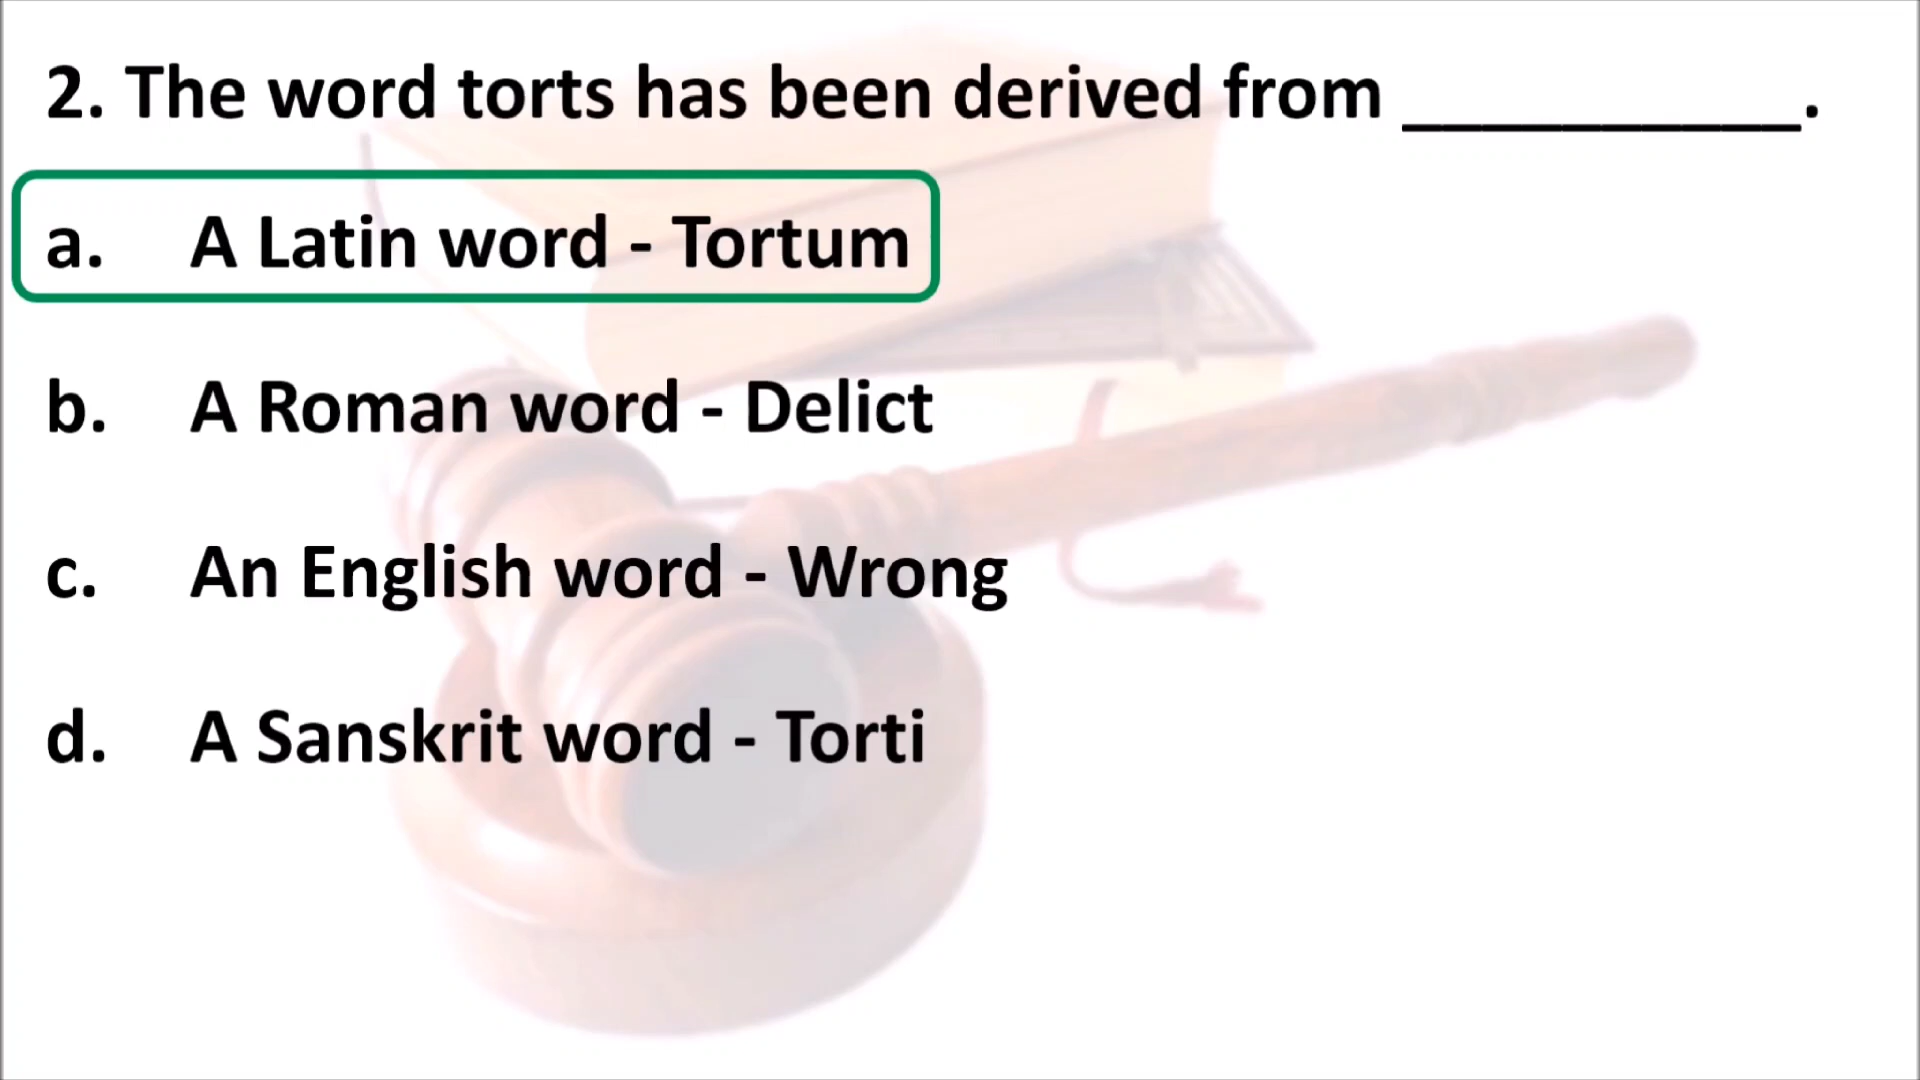 2. The word torts has been derived from __________.
a. A Latin word - Tortum
b. A Roman word - Delict
c. An English word - Wrong
d. A Sanskrit word - Torti